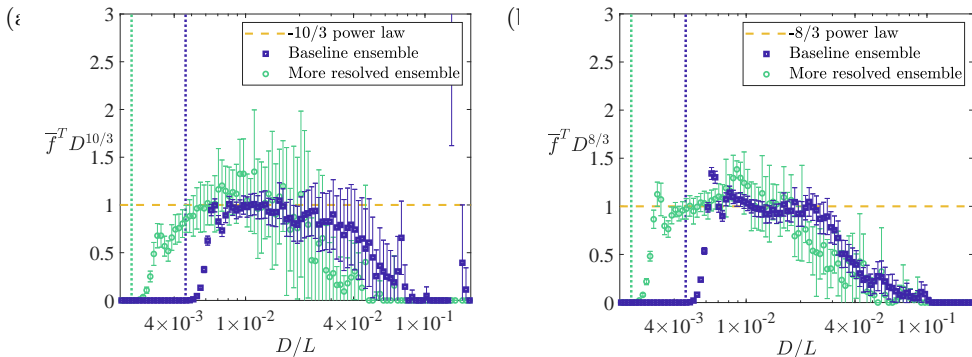 (a
3
2.5
2
1.5
1
0.5
0
-10/3 power law
Baseline ensemble
More resolved ensemble
f̅ᵀ D^{10/3}
4×10⁻³
1×10⁻²
4×10⁻²
1×10⁻¹
D/L
(l
3
2.5
2
1.5
1
0.5
0
-8/3 power law
Baseline ensemble
More resolved ensemble
f̅ᵀ D^{8/3}
4×10⁻³
1×10⁻²
4×10⁻²
1×10⁻¹
D/L